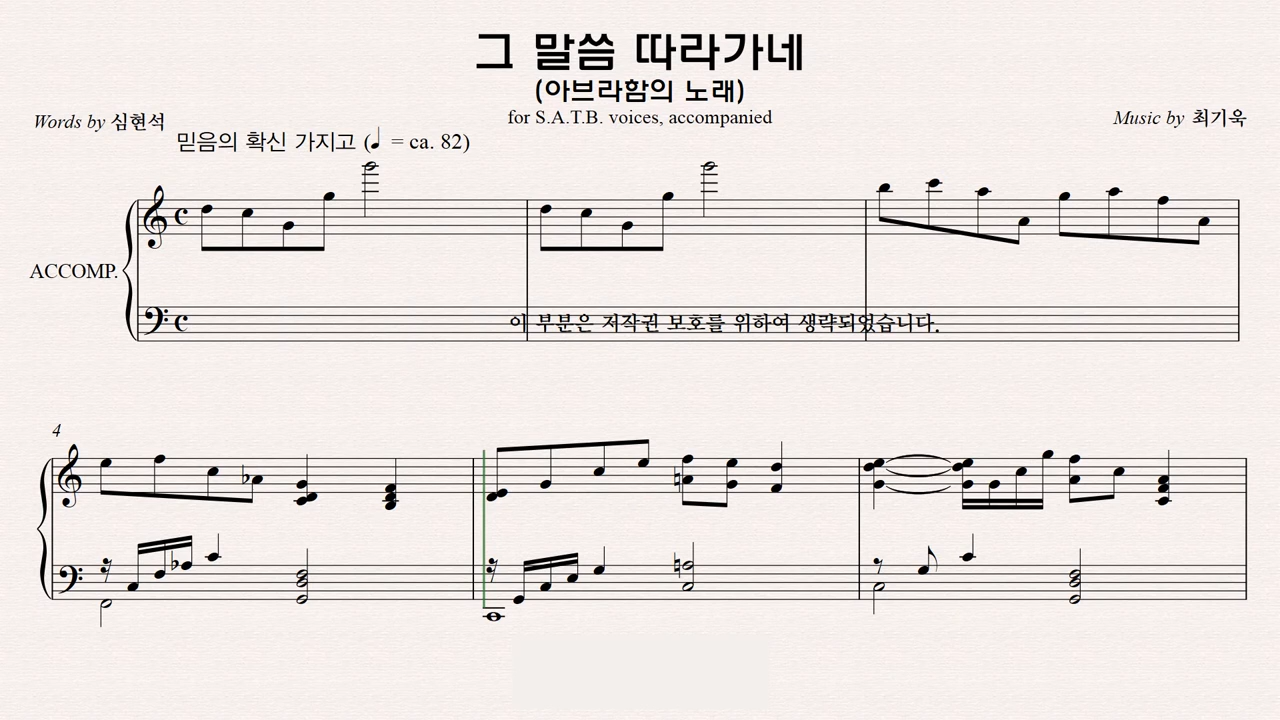 그 말씀 따라가네
(아브라함의 노래)
for S.A.T.B. voices, accompanied
Words by 심현석
Music by 최기욱
믿음의 확신 가지고 (♩ = ca. 82)
ACCOMP.
이 부분은 저작권 보호를 위하여 생략되었습니다.
4